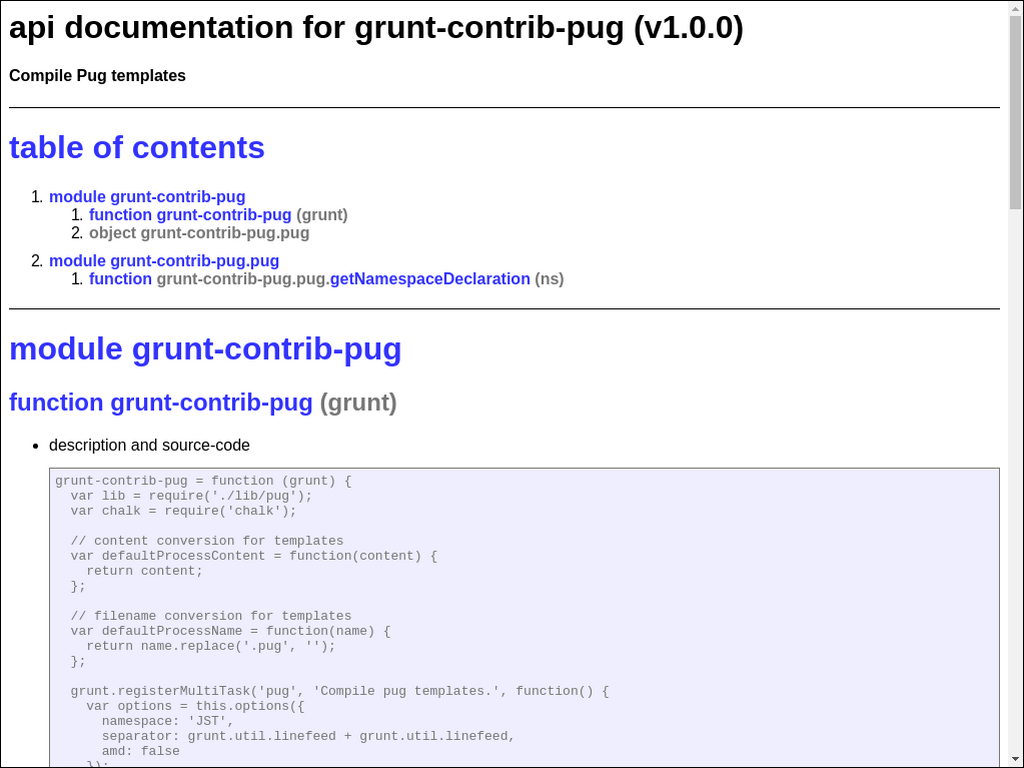 api documentation for grunt-contrib-pug (v1.0.0)
Compile Pug templates
table of contents
1. module grunt-contrib-pug
1. function grunt-contrib-pug (grunt)
2. object grunt-contrib-pug.pug
2. module grunt-contrib-pug.pug
1. function grunt-contrib-pug.pug.getNamespaceDeclaration (ns)
module grunt-contrib-pug
function grunt-contrib-pug (grunt)
• description and source-code
grunt-contrib-pug = function (grunt) {
  var lib = require('./lib/pug');
  var chalk = require('chalk');
  // content conversion for templates
  var defaultProcessContent = function(content) {
    return content;
  };
  // filename conversion for templates
  var defaultProcessName = function(name) {
    return name.replace('.pug', '');
  };
  grunt.registerMultiTask('pug', 'Compile pug templates.', function() {
    var options = this.options({
      namespace: 'JST',
      separator: grunt.util.linefeed + grunt.util.linefeed,
      amd: false
    });